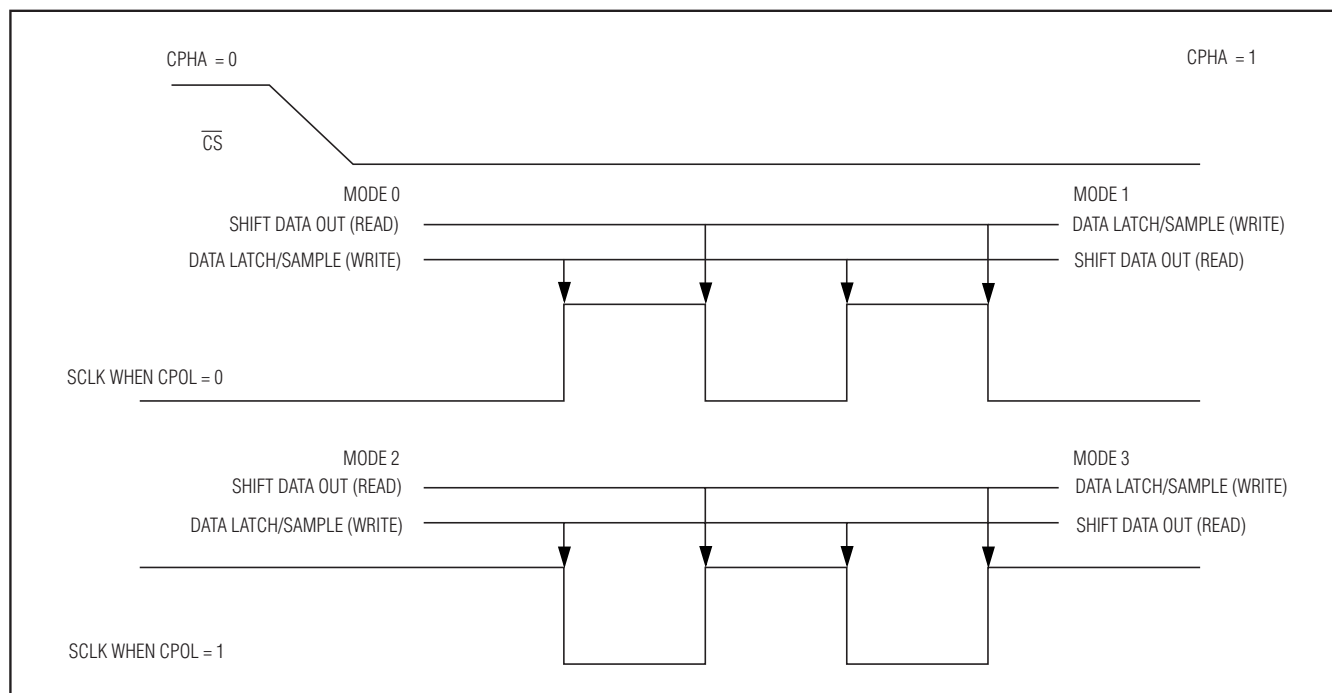 CPHA = 0
CPHA = 1
CS
MODE 0
MODE 1
SHIFT DATA OUT (READ)
DATA LATCH/SAMPLE (WRITE)
DATA LATCH/SAMPLE (WRITE)
SHIFT DATA OUT (READ)
SCLK WHEN CPOL = 0
MODE 2
MODE 3
SHIFT DATA OUT (READ)
DATA LATCH/SAMPLE (WRITE)
DATA LATCH/SAMPLE (WRITE)
SHIFT DATA OUT (READ)
SCLK WHEN CPOL = 1